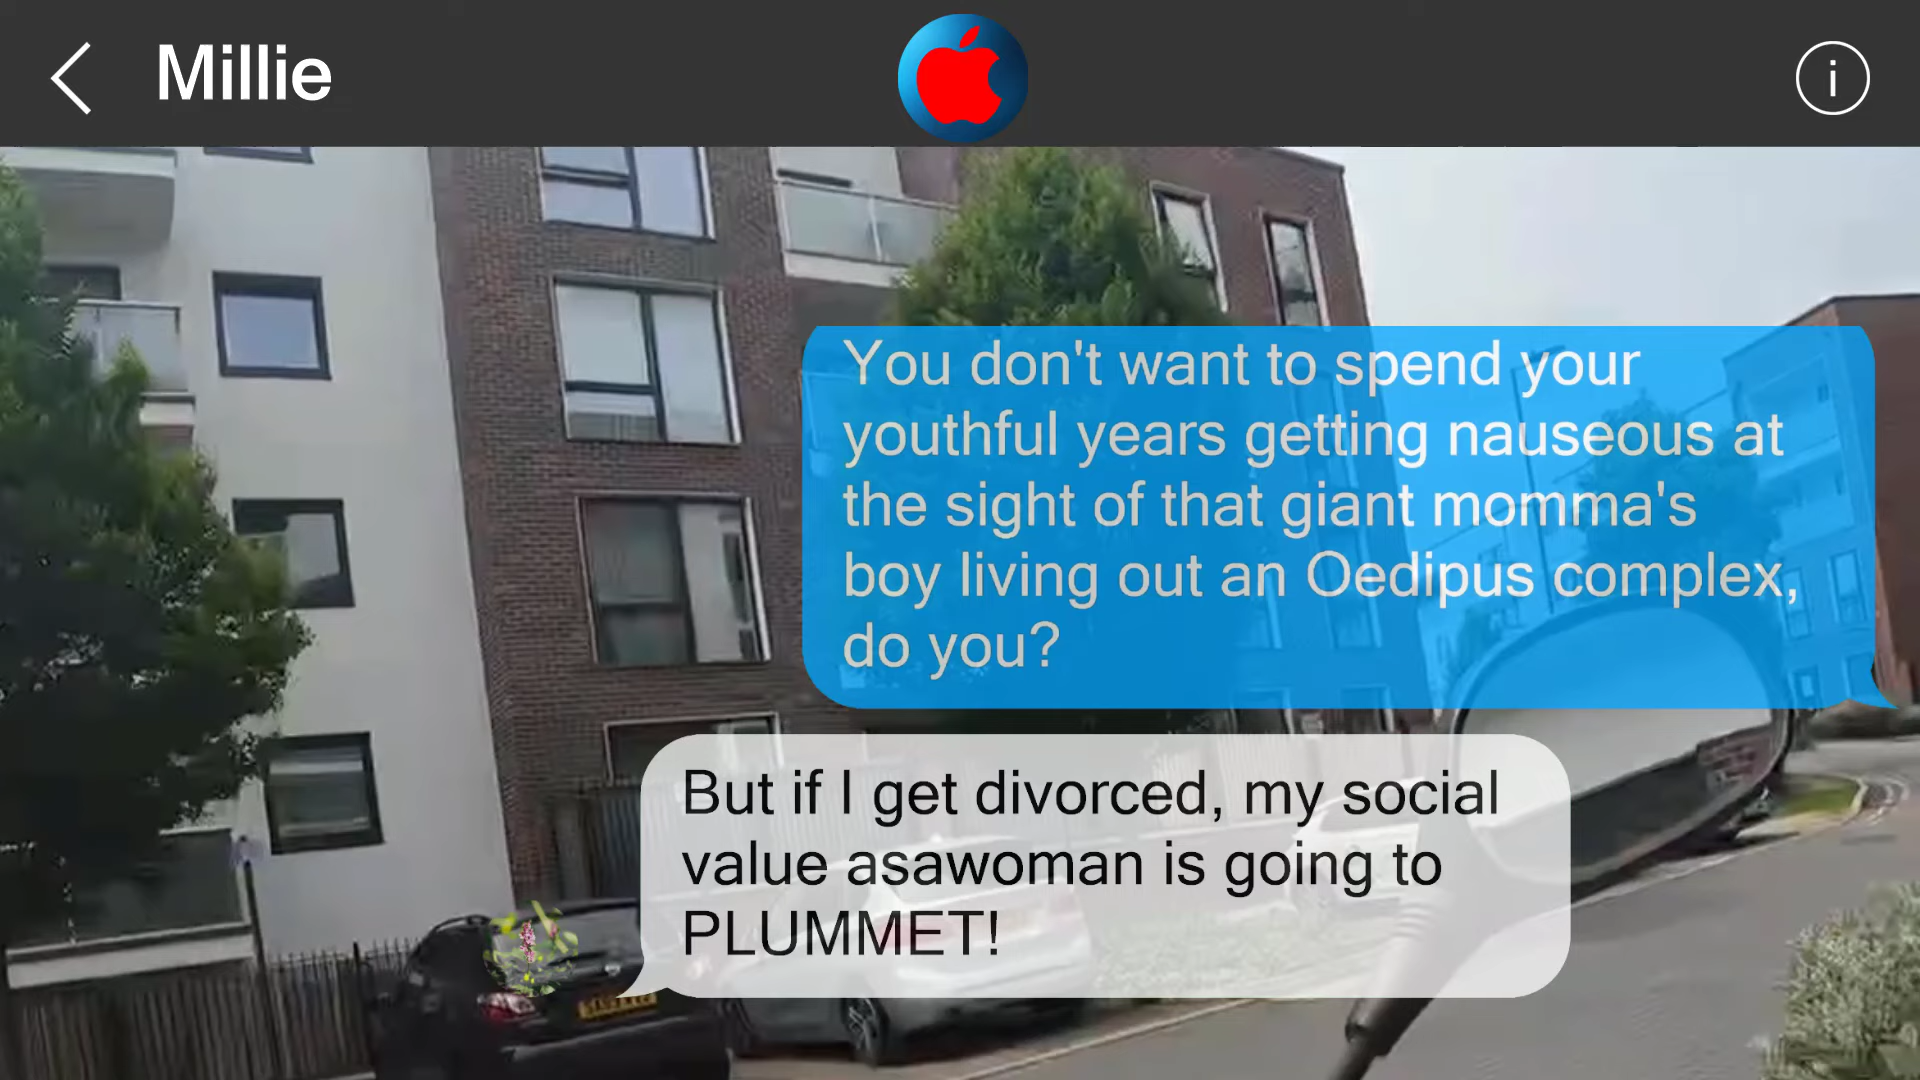 Millie
You don't want to spend your
youthful years getting nauseous at
the sight of that giant momma's
boy living out an Oedipus complex,
do you?
But if I get divorced, my social
value asawoman is going to
PLUMMET!